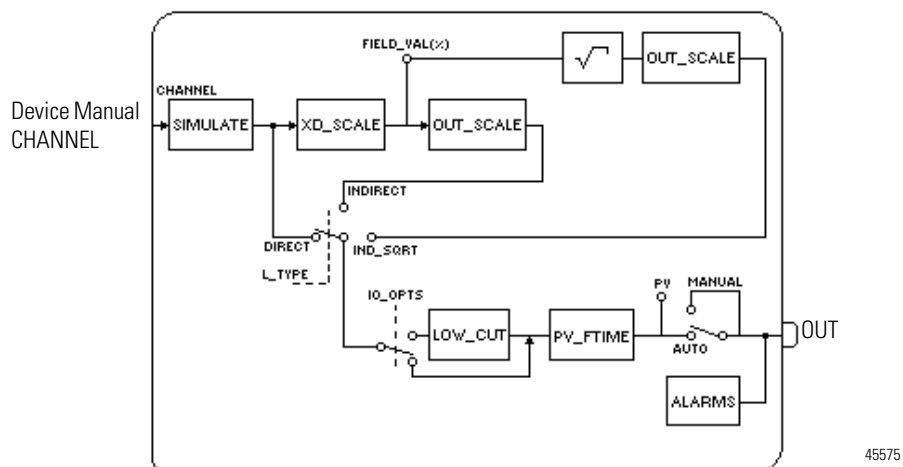 FIELD_VAL(%)
√
OUT_SCALE
Device Manual
CHANNEL
CHANNEL
SIMULATE
XD_SCALE
OUT_SCALE
INDIRECT
DIRECT
IND_SQRT
L_TYPE
IO_OPTS
PV
MANUAL
LOW_CUT
PV_FTIME
AUTO
OUT
ALARMS
45575